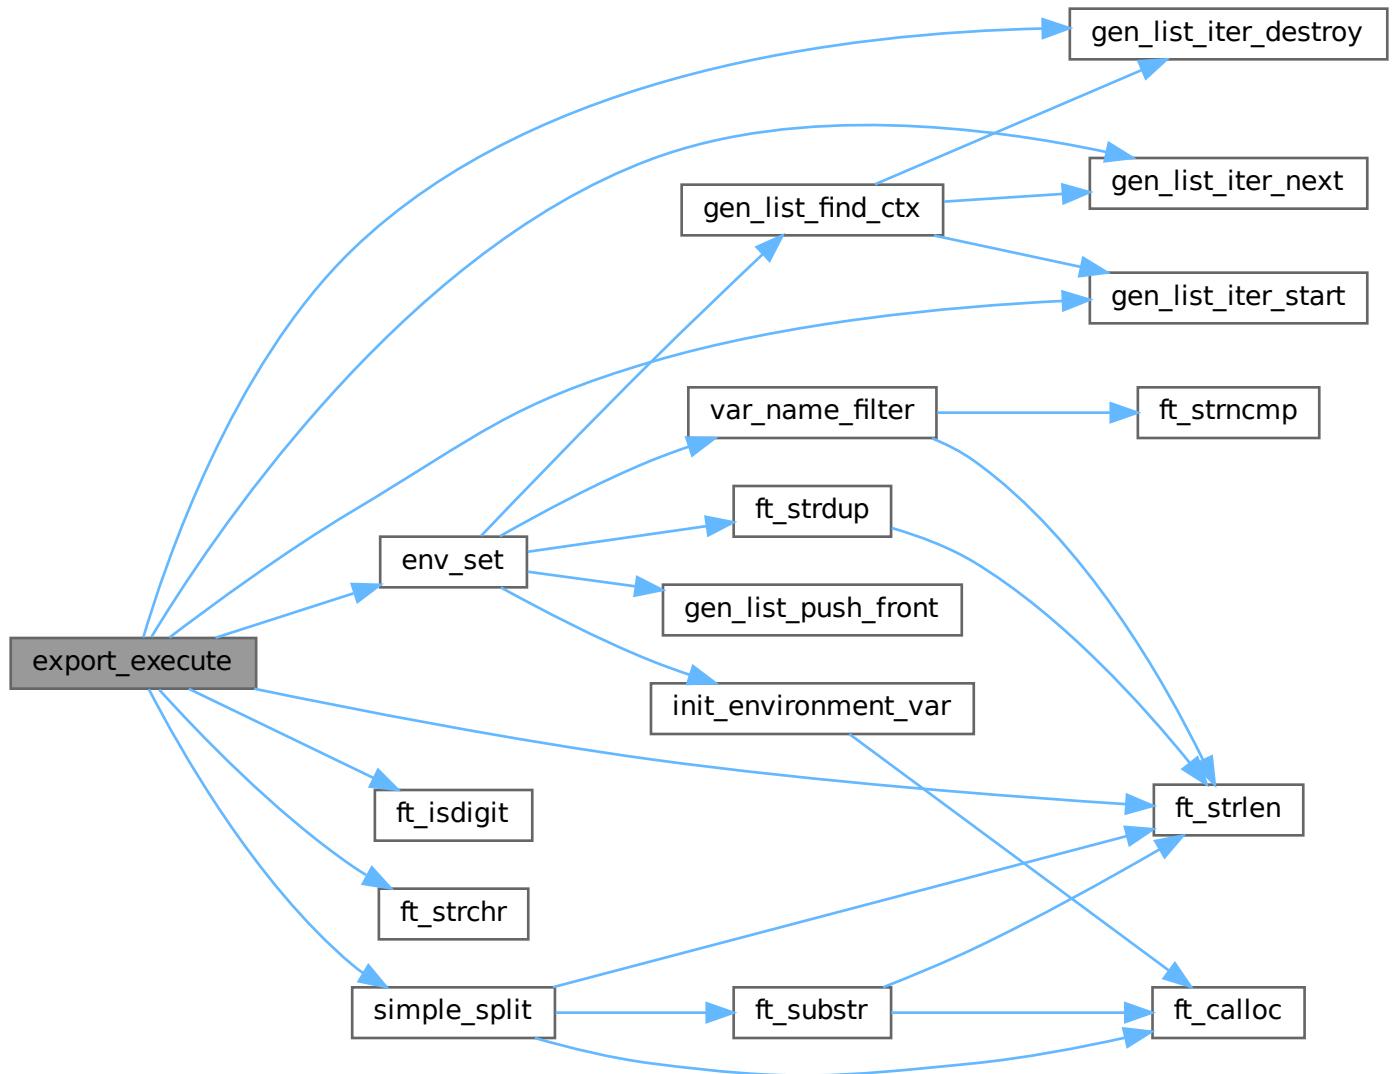 gen_list_iter_destroy
gen_list_iter_next
gen_list_find_ctx
gen_list_iter_start
var_name_filter
ft_strncmp
ft_strdup
env_set
gen_list_push_front
export_execute
init_environment_var
ft_isdigit
ft_strlen
ft_strchr
simple_split
ft_substr
ft_calloc